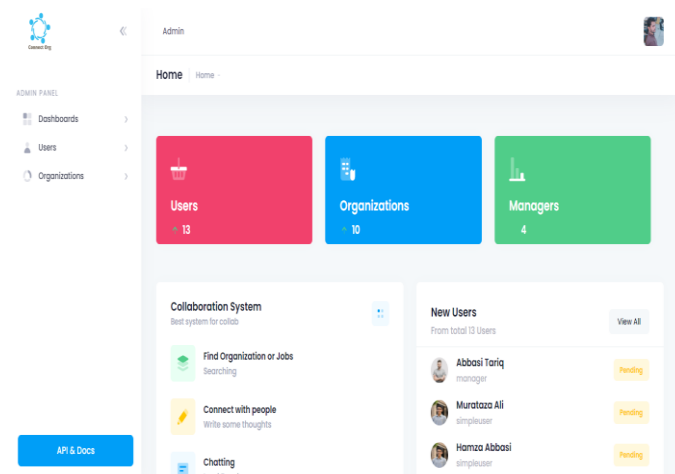 Connect Org
Admin
Home
Home -
ADMIN PANEL
Dashboards
Users
Organizations
Users
13
Organizations
10
Managers
4
Collaboration System
Best system for collab
Find Organization or Jobs
Searching
Connect with people
Write some thoughts
Chatting
New Users
From total 13 Users
View All
Abbasi Tariq
manager
Pending
Murataza Ali
simpleuser
Pending
Hamza Abbasi
simpleuser
Pending
API & Docs